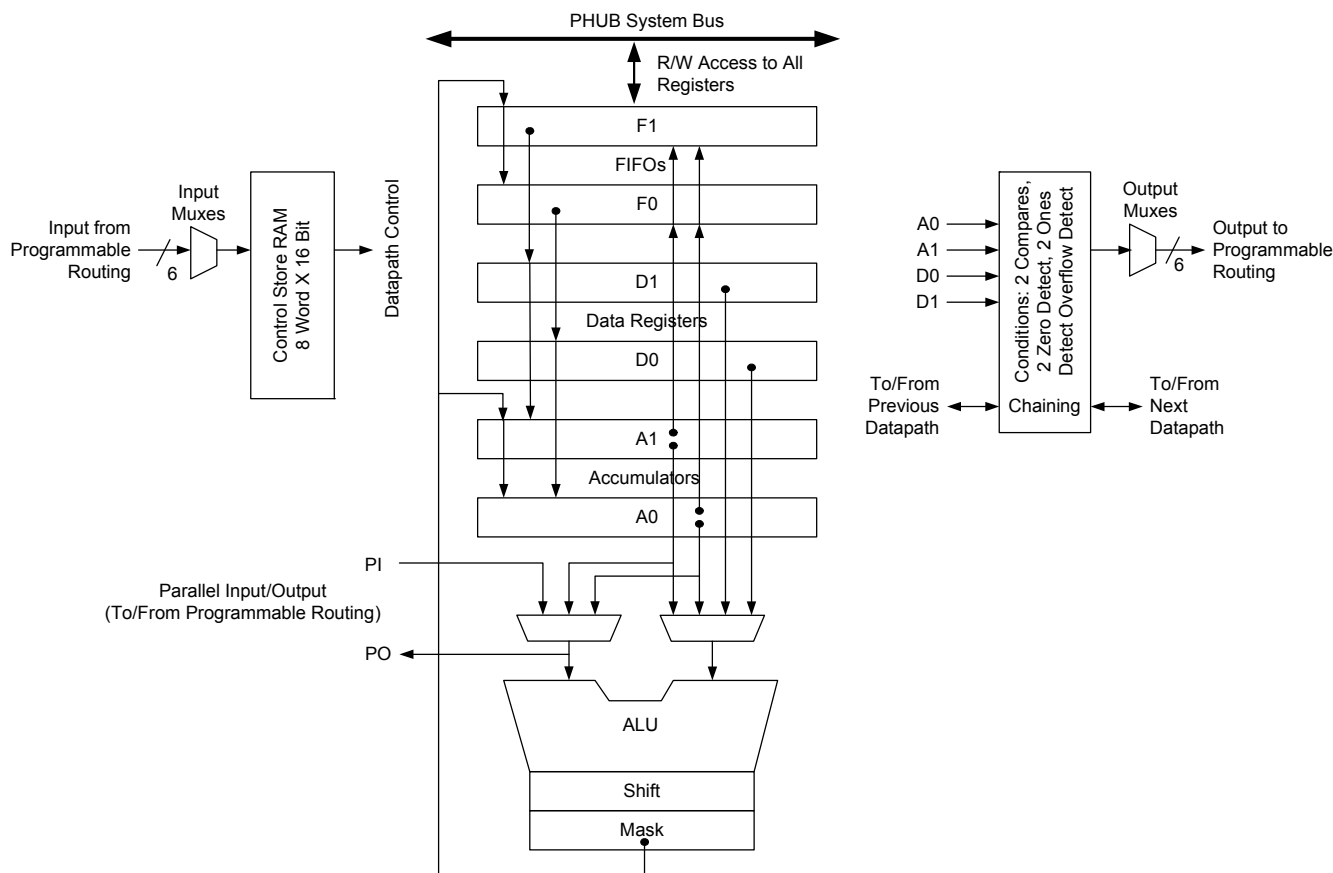 PHUB System Bus
R/W Access to All
Registers
F1
FIFOs
F0
D1
Data Registers
D0
A1
Accumulators
A0
Input from
Programmable
Routing
6
Input
Muxes
Control Store RAM
8 Word X 16 Bit
Datapath Control
A0
A1
D0
D1
Conditions: 2 Compares,
2 Zero Detect, 2 Ones
Detect Overflow Detect
Output
Muxes
6
Output to
Programmable
Routing
To/From
Previous
Datapath
Chaining
To/From
Next
Datapath
PI
Parallel Input/Output
(To/From Programmable Routing)
PO
ALU
Shift
Mask